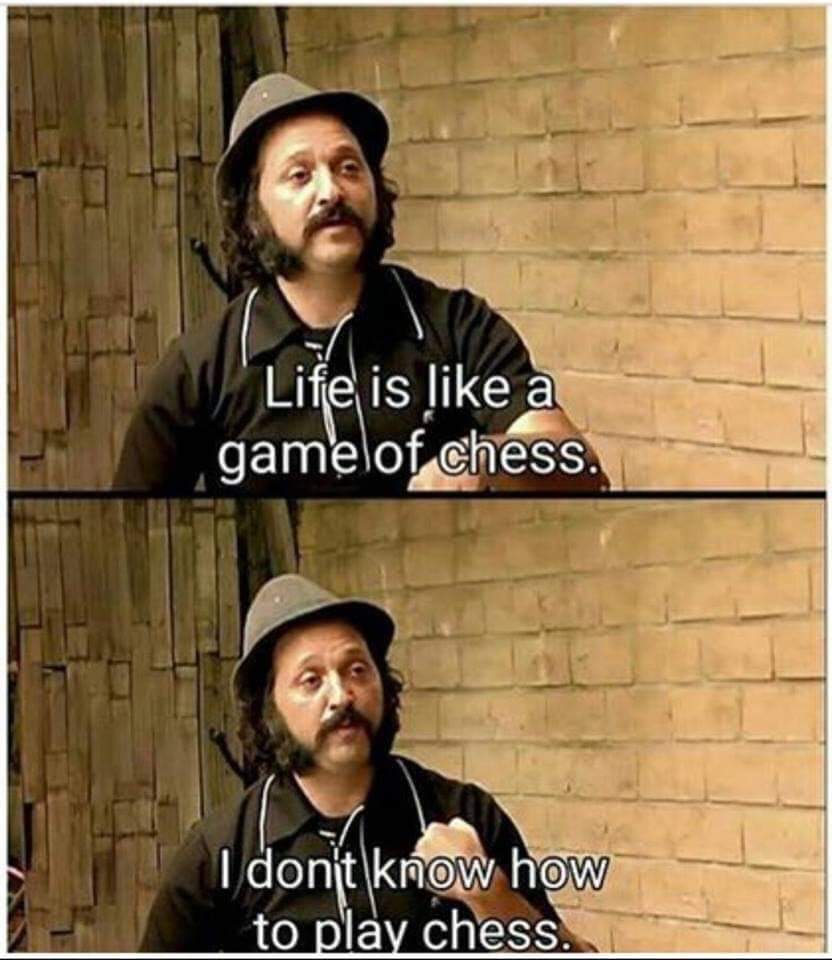 Life is like a
game of chess.
I don't know how
to play chess.